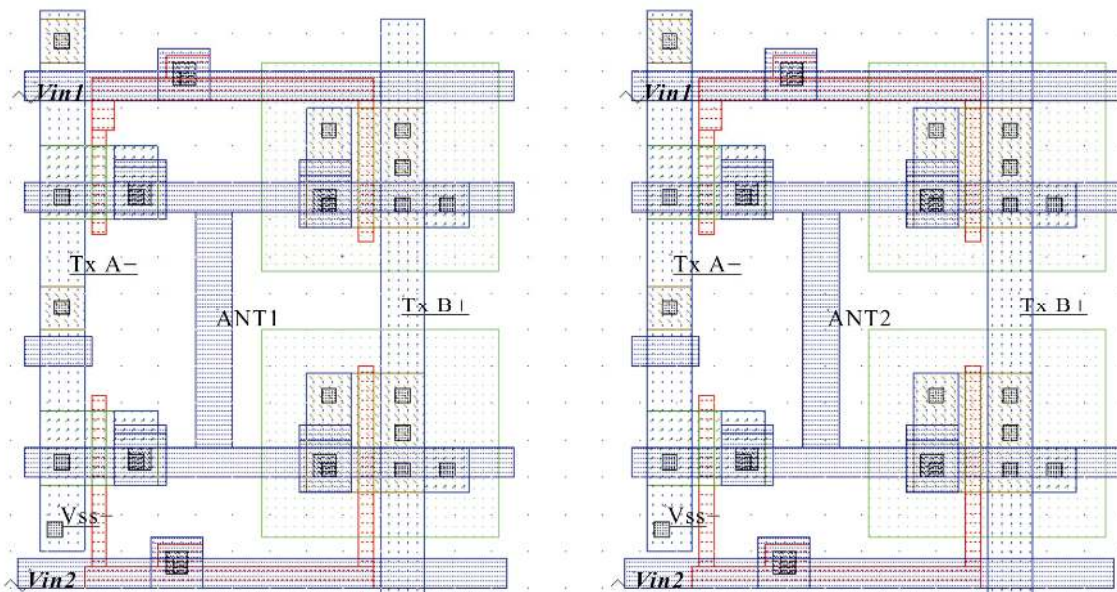 Vin1
Vin1
Tx A−
Tx A−
Tx B+
Tx B+
ANT1
ANT2
Vss−
Vss−
Vin2
Vin2